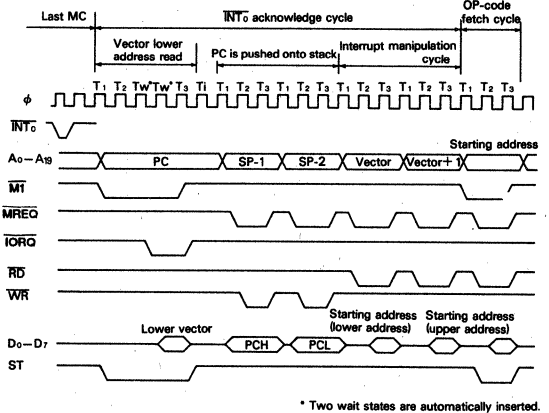 Last MC
INT₀ acknowledge cycle
OP-code
fetch cycle
Vector lower
address read
PC is pushed onto stack
Interrupt manipulation
cycle
T₁ T₂ Tw* Tw* T₃ Ti T₁ T₂ T₃ T₁ T₂ T₃ T₁ T₂ T₃ T₁ T₂ T₃ T₁ T₂ T₃
φ
INT₀
Starting address
A₀—A₁₉ PC SP-1 SP-2 Vector Vector+1
M1
MREQ
IORQ
RD
WR
Starting address
(lower address)
Starting address
(upper address)
Lower vector
D₀—D₇ PCH PCL
ST
* Two wait states are automatically inserted.